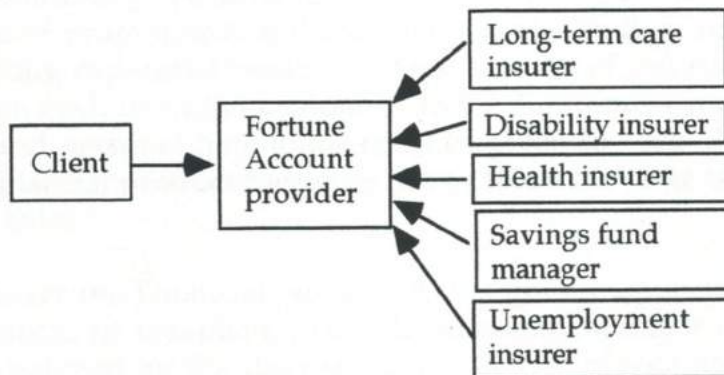 Long-term care
insurer
Disability insurer
Client
Fortune
Account
provider
Health insurer
Savings fund
manager
Unemployment
insurer